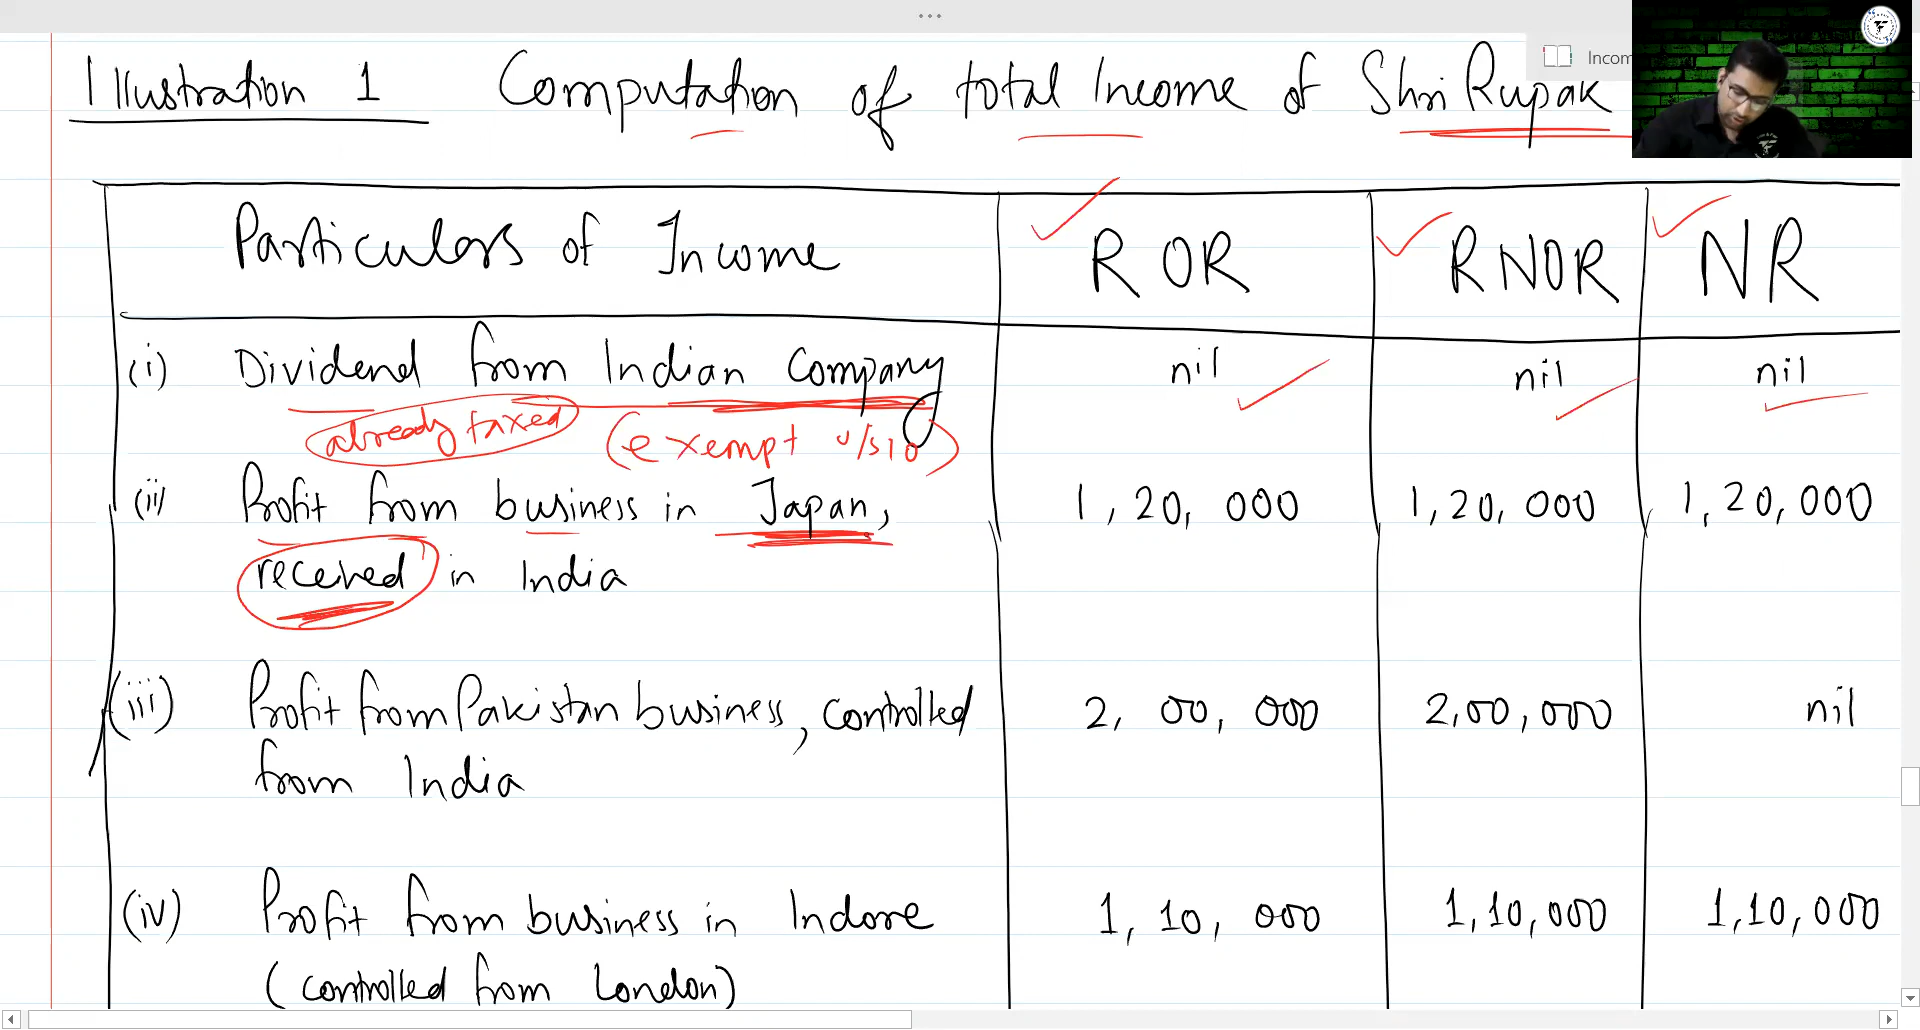 Incom
Illustration 1 Computation of total Income of Shri Rupak
Particulars of Income ROR RNOR NR
(i) Dividend from Indian Company nil nil nil
already taxed (exempt u/s 10)
(ii) Profit from business in Japan, 1,20,000 1,20,000 1,20,000
received in India
(iii) Profit from Pakistan business, controlled 2,00,000 2,00,000 nil
from India
(iv) Profit from business in Indore 1,10,000 1,10,000 1,10,000
(controlled from London)